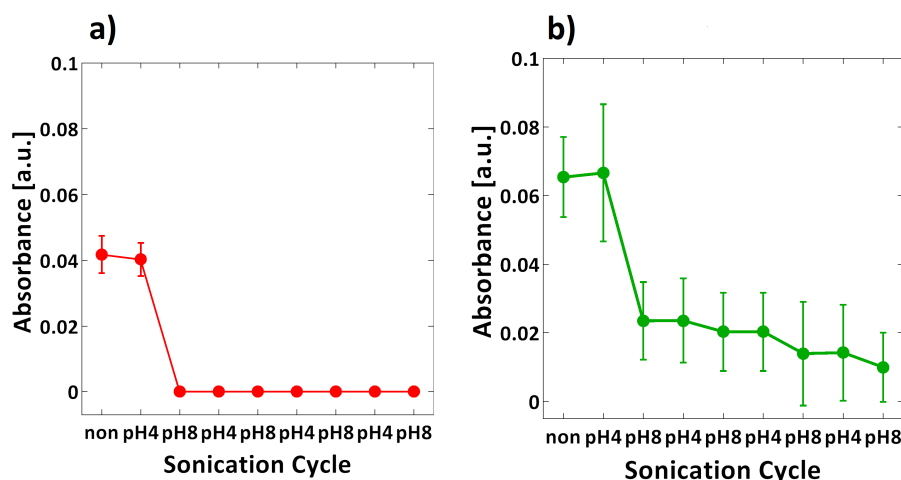 a)
Absorbance [a.u.]
0.1
0.08
0.06
0.04
0.02
0
non pH4 pH8 pH4 pH8 pH4 pH8 pH4 pH8
Sonication Cycle
b)
Absorbance [a.u.]
0.1
0.08
0.06
0.04
0.02
0
non pH4 pH8 pH4 pH8 pH4 pH8 pH4 pH8
Sonication Cycle